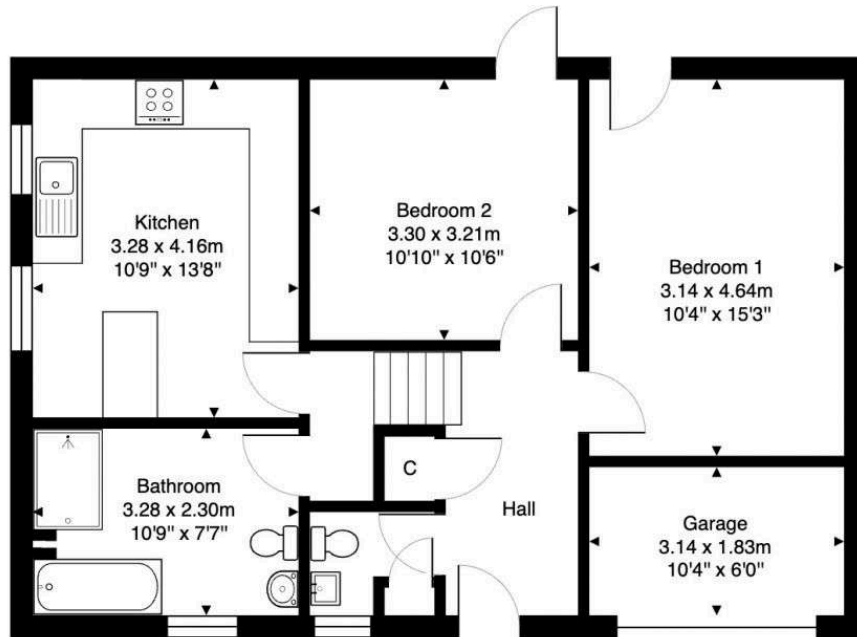 Kitchen
3.28 x 4.16m
10'9" x 13'8"
Bedroom 2
3.30 x 3.21m
10'10" x 10'6"
Bedroom 1
3.14 x 4.64m
10'4" x 15'3"
Bathroom
3.28 x 2.30m
10'9" x 7'7"
C
Hall
Garage
3.14 x 1.83m
10'4" x 6'0"